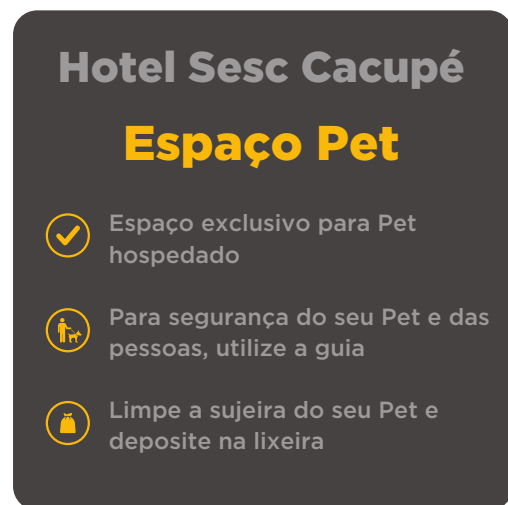 Hotel Sesc Cacupé
Espaço Pet
Espaço exclusivo para Pet
hospedado
Para segurança do seu Pet e das
pessoas, utilize a guia
Limpe a sujeira do seu Pet e
deposite na lixeira